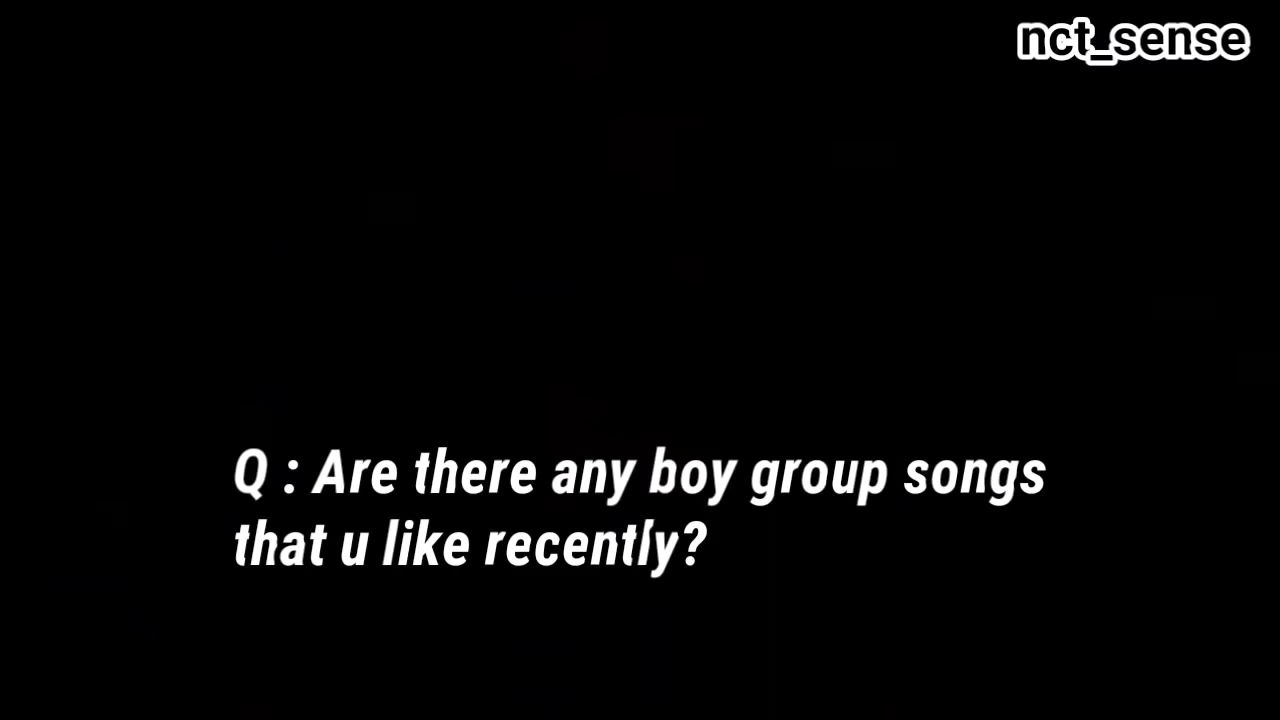 nct_sense
Q : Are there any boy group songs
that u like recently?